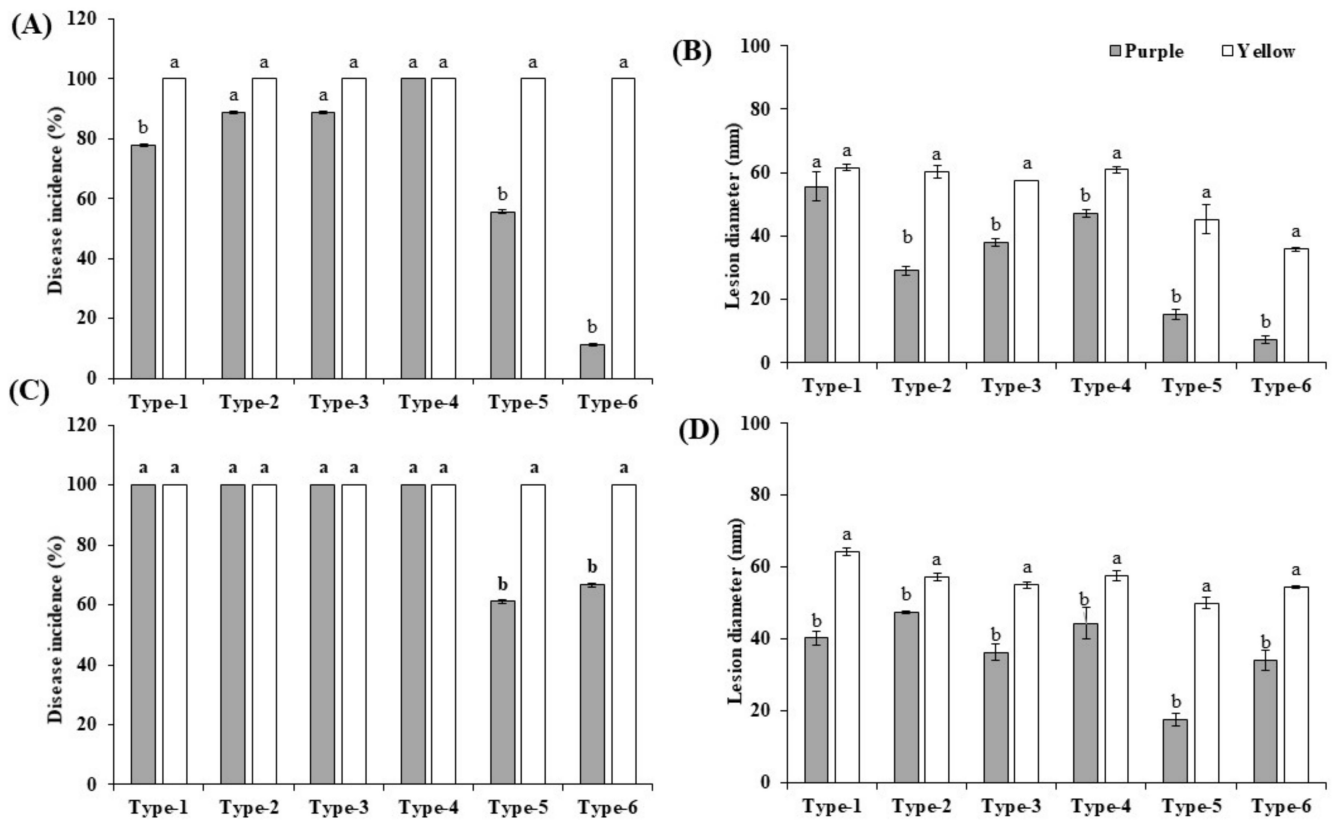 (A)
Disease incidence (%)
120
100
80
60
40
20
0
b a a a a a a a b a b a
Type-1 Type-2 Type-3 Type-4 Type-5 Type-6
(B)
Purple Yellow
Lesion diameter (mm)
100
80
60
40
20
0
a a b a b a b a b a b a
Type-1 Type-2 Type-3 Type-4 Type-5 Type-6
(C)
Disease incidence (%)
120
100
80
60
40
20
0
a a a a a a a a b a b a
Type-1 Type-2 Type-3 Type-4 Type-5 Type-6
(D)
Lesion diameter (mm)
100
80
60
40
20
0
b a b a b a b a b a b a
Type-1 Type-2 Type-3 Type-4 Type-5 Type-6